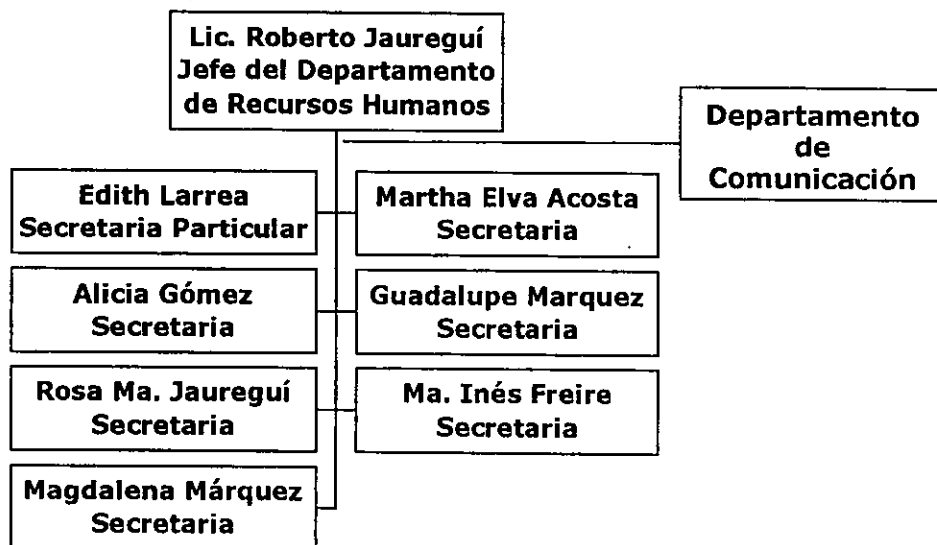 Lic. Roberto Jaureguí
Jefe del Departamento
de Recursos Humanos
Departamento
de
Comunicación
Edith Larrea
Secretaria Particular
Martha Elva Acosta
Secretaria
Alicia Gómez
Secretaria
Guadalupe Marquez
Secretaria
Rosa Ma. Jaureguí
Secretaria
Ma. Inés Freire
Secretaria
Magdalena Márquez
Secretaria